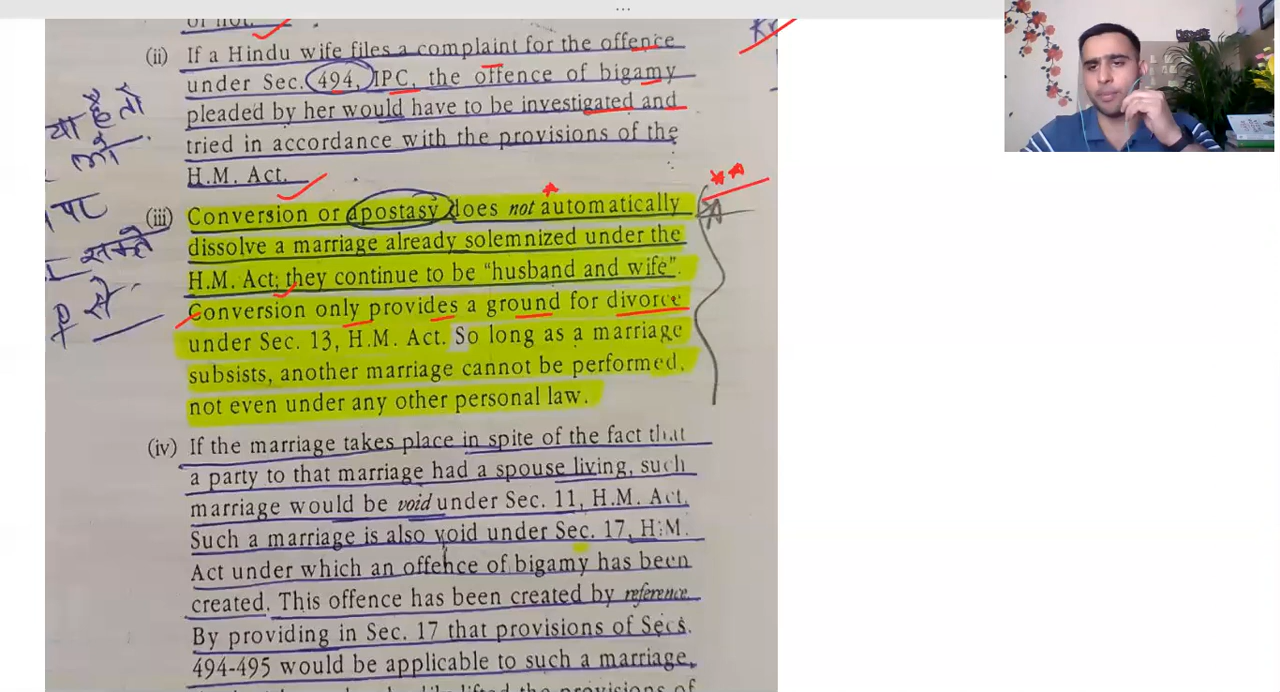 (ii) If a Hindu wife files a complaint for the offence
under Sec. 494, IPC, the offence of bigamy
pleaded by her would have to be investigated and
tried in accordance with the provisions of the
H.M. Act.
(iii) Conversion or apostasy does not automatically
dissolve a marriage already solemnized under the
H.M. Act; they continue to be "husband and wife".
Conversion only provides a ground for divorce
under Sec. 13, H.M. Act. So long as a marriage
subsists, another marriage cannot be performed,
not even under any other personal law.
(iv) If the marriage takes place in spite of the fact that
a party to that marriage had a spouse living, such
marriage would be void under Sec. 11, H.M. Act.
Such a marriage is also void under Sec. 17, H.M.
Act under which an offence of bigamy has been
created. This offence has been created by reference.
By providing in Sec. 17 that provisions of Secs.
494-495 would be applicable to such a marriage,